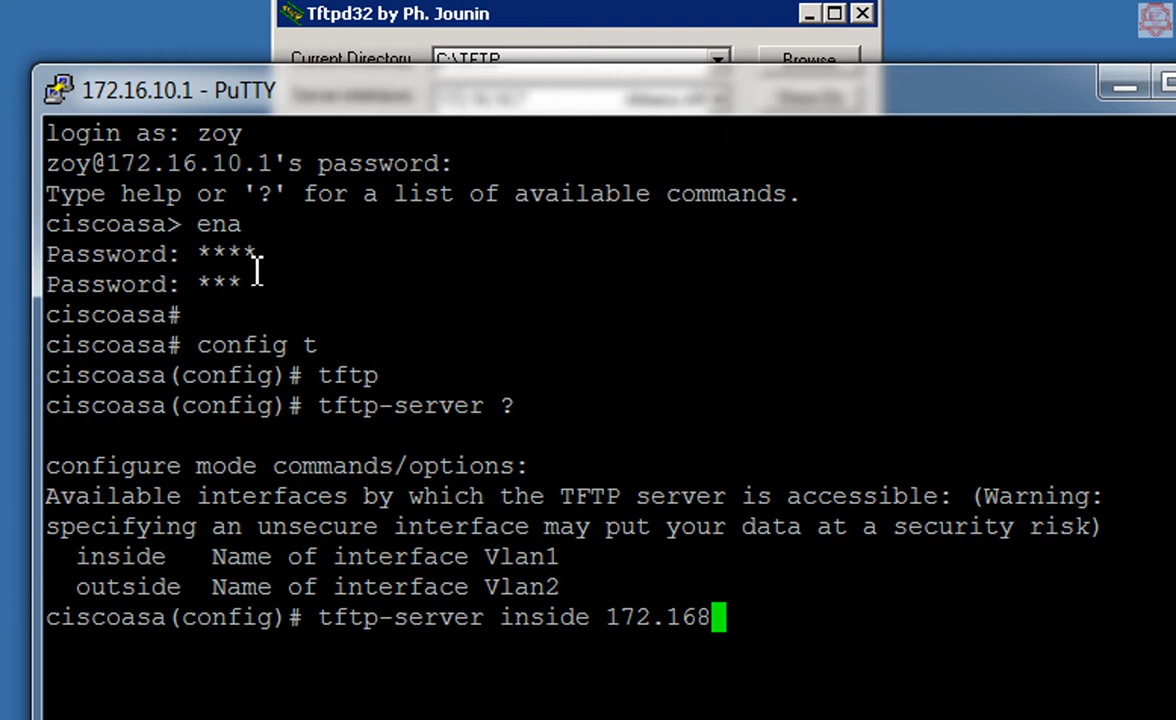 Tftpd32 by Ph. Jounin
Current Directory C:\TFTP Browse
172.16.10.1 - PuTTY
login as: zoy
zoy@172.16.10.1's password:
Type help or '?' for a list of available commands.
ciscoasa> ena
Password: ****
Password: ***
ciscoasa#
ciscoasa# config t
ciscoasa(config)# tftp
ciscoasa(config)# tftp-server ?
configure mode commands/options:
Available interfaces by which the TFTP server is accessible: (Warning:
specifying an unsecure interface may put your data at a security risk)
inside Name of interface Vlan1
outside Name of interface Vlan2
ciscoasa(config)# tftp-server inside 172.168